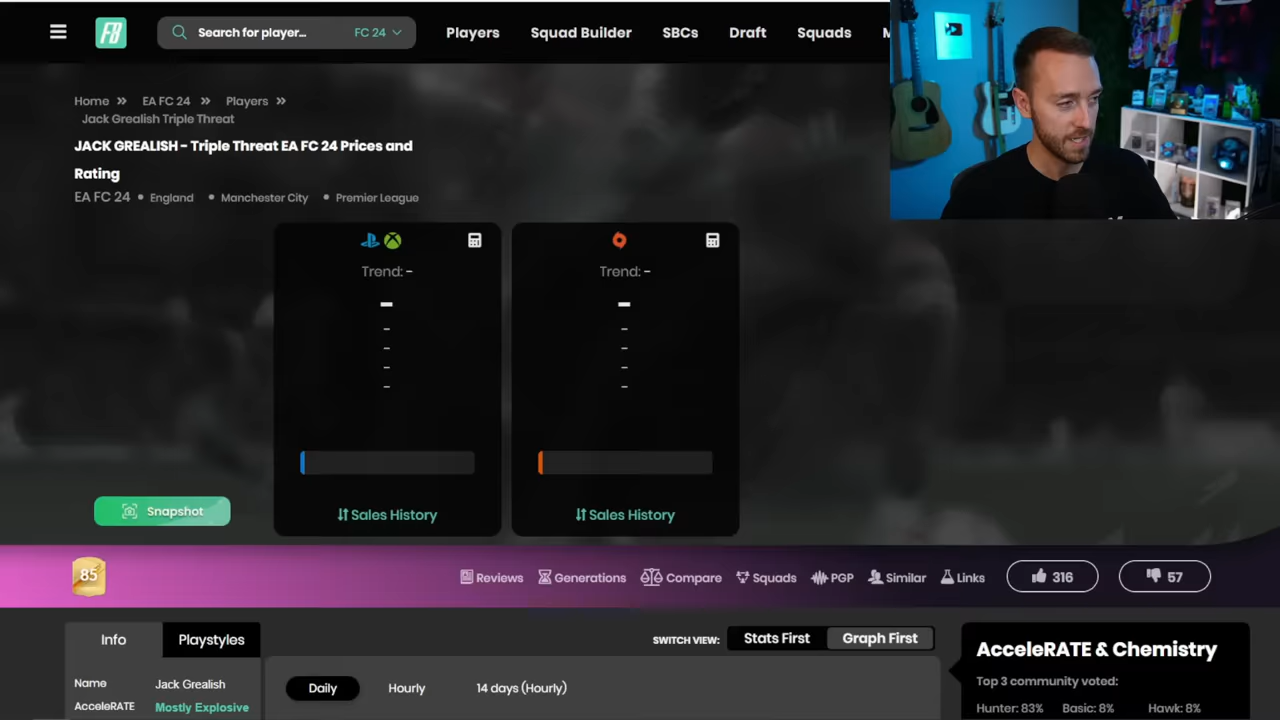 FB
Search for player...
FC 24
Players
Squad Builder
SBCs
Draft
Squads
Home » EA FC 24 » Players »
Jack Grealish Triple Threat
JACK GREALISH - Triple Threat EA FC 24 Prices and
Rating
EA FC 24 • England • Manchester City • Premier League
Trend: -
-
-
-
-
-
Sales History
Trend: -
-
-
-
-
-
Sales History
Snapshot
85
Reviews
Generations
Compare
Squads
PGP
Similar
Links
316
57
Info
Playstyles
SWITCH VIEW:
Stats First
Graph First
AcceleRATE & Chemistry
Top 3 community voted:
Hunter: 83% Basic: 8% Hawk: 8%
Name Jack Grealish
AcceleRATE Mostly Explosive
Daily
Hourly
14 days (Hourly)